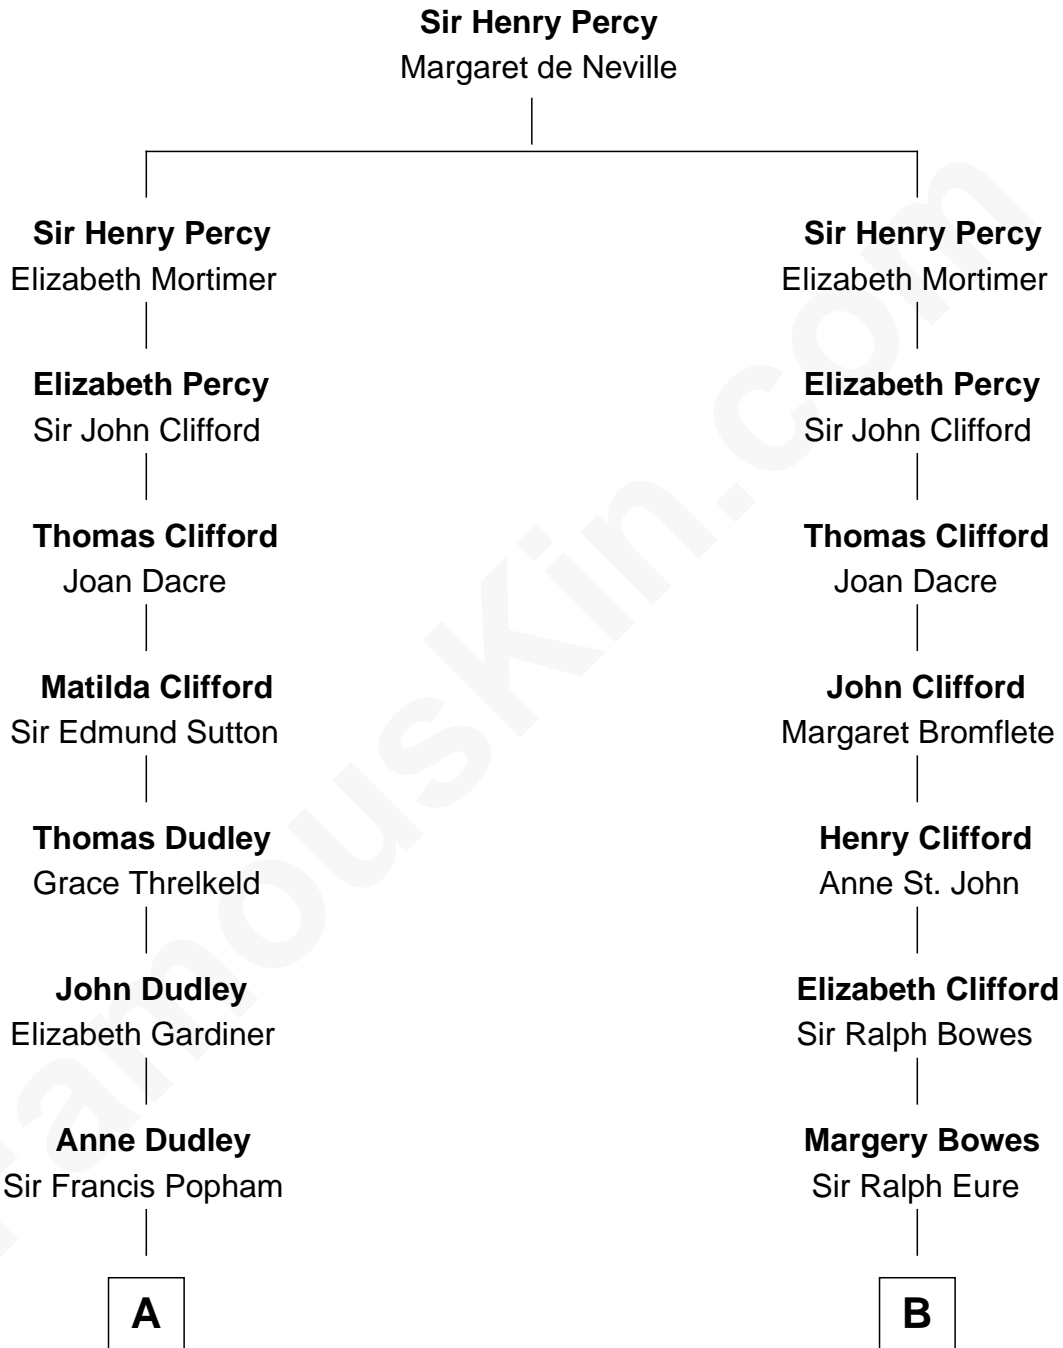 Sir Henry Percy
Margaret de Neville
Sir Henry Percy
Elizabeth Mortimer
Elizabeth Percy
Sir John Clifford
Thomas Clifford
Joan Dacre
Matilda Clifford
Sir Edmund Sutton
Thomas Dudley
Grace Threlkeld
John Dudley
Elizabeth Gardiner
Anne Dudley
Sir Francis Popham
A
Sir Henry Percy
Elizabeth Mortimer
Elizabeth Percy
Sir John Clifford
Thomas Clifford
Joan Dacre
John Clifford
Margaret Bromflete
Henry Clifford
Anne St. John
Elizabeth Clifford
Sir Ralph Bowes
Margery Bowes
Sir Ralph Eure
B
FamousKin.com